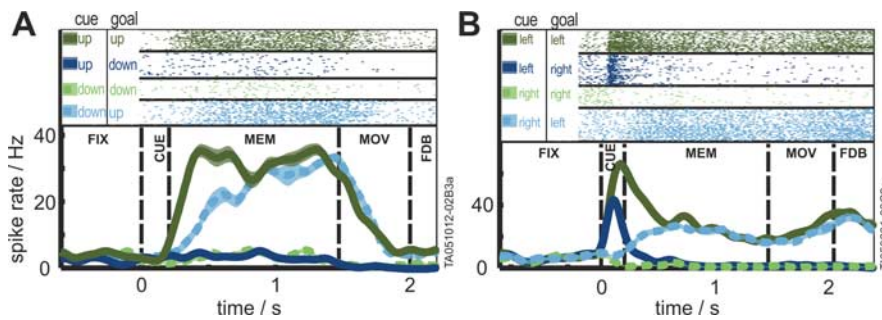 A
cue goal
up up
up down
down down
down up
FIX CUE MEM MOV FDB
spike rate / Hz
40
20
0
0 1 2
time / s
TA051012-02B3a
B
cue goal
left left
left right
right right
right left
FIX CUE MEM MOV FDB
40
0
0 1 2
time / s